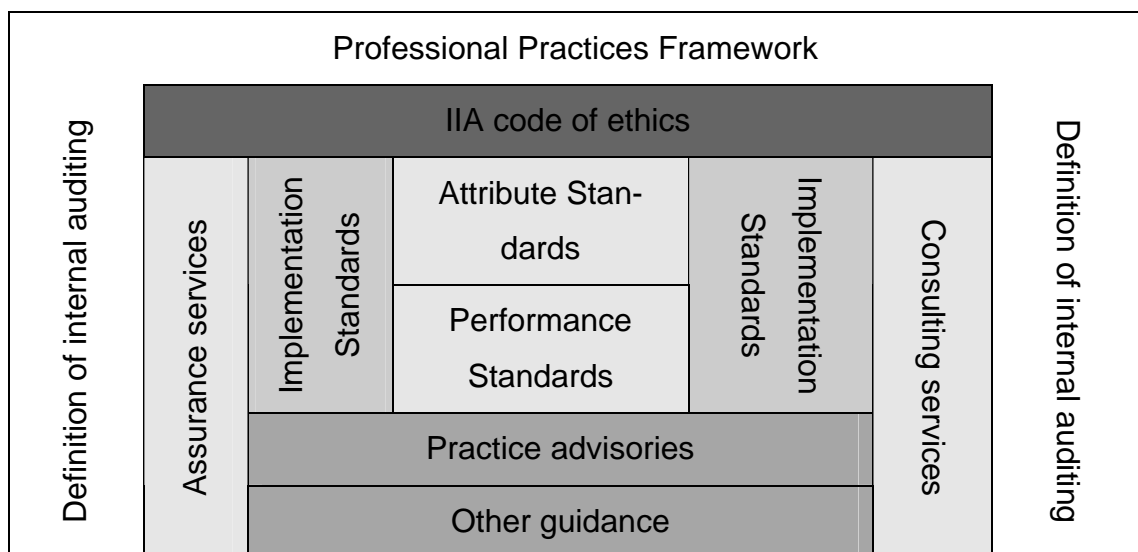 Professional Practices Framework
IIA code of ethics
Definition of internal auditing
Assurance services
Implementation
Standards
Attribute Stan-
dards
Performance
Standards
Implementation
Standards
Consulting services
Definition of internal auditing
Practice advisories
Other guidance